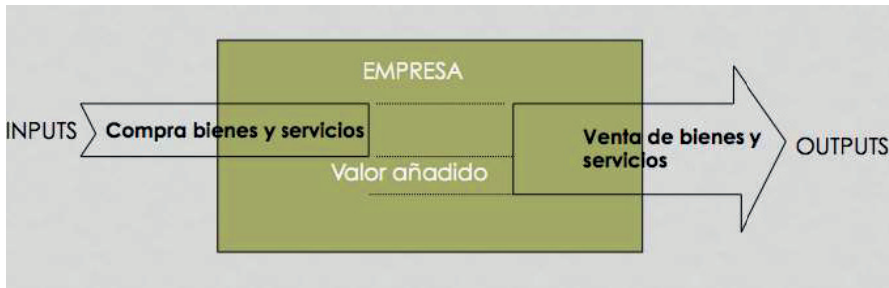 EMPRESA
INPUTS
Compra bienes y servicios
Valor añadido
Venta de bienes y
servicios
OUTPUTS